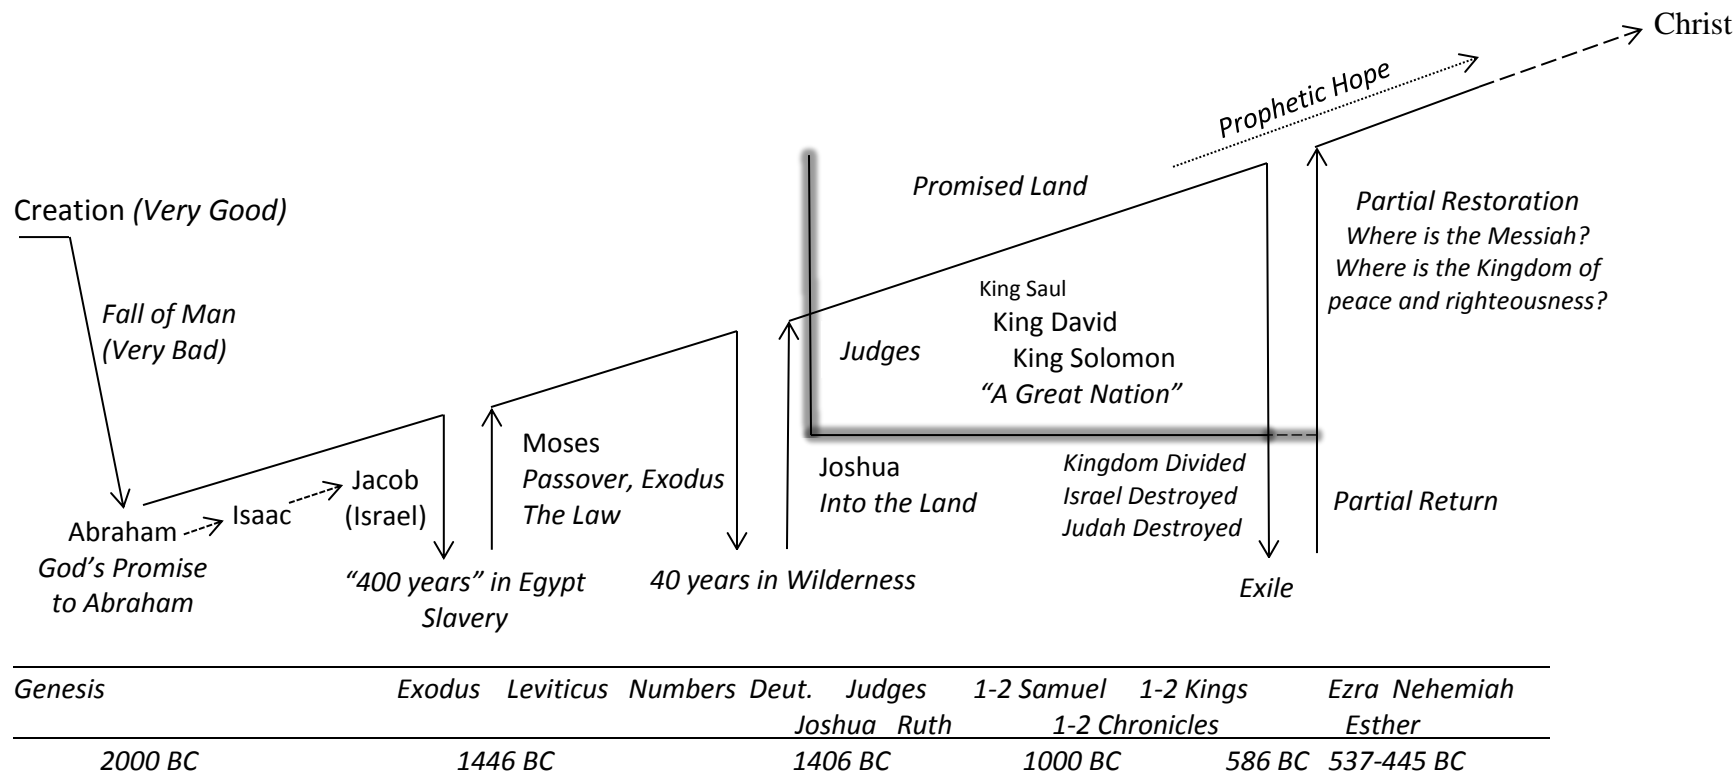 Christ
Prophetic Hope
Creation (Very Good)
Promised Land
Partial Restoration
Where is the Messiah?
Where is the Kingdom of
peace and righteousness?
Fall of Man
(Very Bad)
King Saul
King David
King Solomon
“A Great Nation”
Judges
Moses
Passover, Exodus
The Law
Joshua
Into the Land
Kingdom Divided
Israel Destroyed
Judah Destroyed
Partial Return
Abraham
God’s Promise
to Abraham
Isaac
Jacob
(Israel)
“400 years” in Egypt
Slavery
40 years in Wilderness
Exile
Genesis Exodus Leviticus Numbers Deut. Judges 1-2 Samuel 1-2 Kings Ezra Nehemiah
Joshua Ruth 1-2 Chronicles Esther
2000 BC 1446 BC 1406 BC 1000 BC 586 BC 537-445 BC